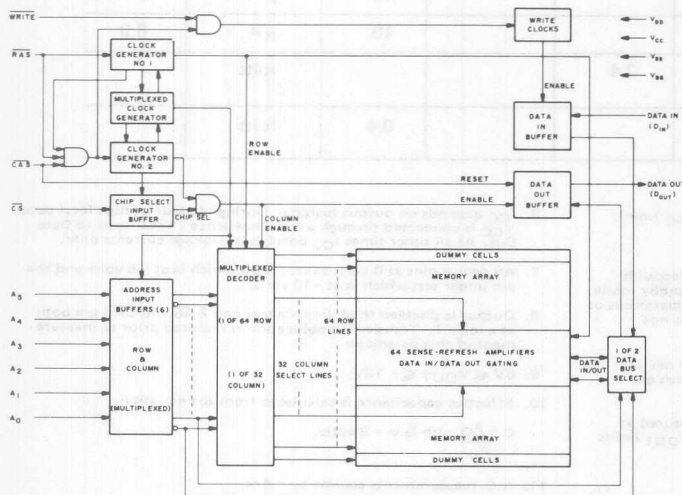 WRITE
RAS
CAS
CS
A5
A4
A3
A2
A1
A0
CLOCK
GENERATOR
NO 1
MULTIPLEXED
CLOCK
GENERATOR
CLOCK
GENERATOR
NO. 2
CHIP SELECT
INPUT
BUFFER
CHIP SEL
ADDRESS
INPUT
BUFFERS (6)
ROW
&
COLUMN
(MULTIPLEXED)
ROW
ENABLE
COLUMN
ENABLE
MULTIPLEXED
DECODER
(1 OF 64 ROW)
(1 OF 32
COLUMN)
64 ROW
LINES
32 COLUMN
SELECT LINES
DUMMY CELLS
MEMORY ARRAY
64 SENSE-REFRESH AMPLIFIERS
DATA IN/DATA OUT GATING
MEMORY ARRAY
DUMMY CELLS
WRITE
CLOCKS
ENABLE
DATA
IN
BUFFER
RESET
ENABLE
DATA
OUT
BUFFER
DATA
IN/OUT
1 OF 2
DATA
BUS
SELECT
VDD
VCC
VSS
VBB
DATA IN
(DIN)
DATA OUT
(DOUT)